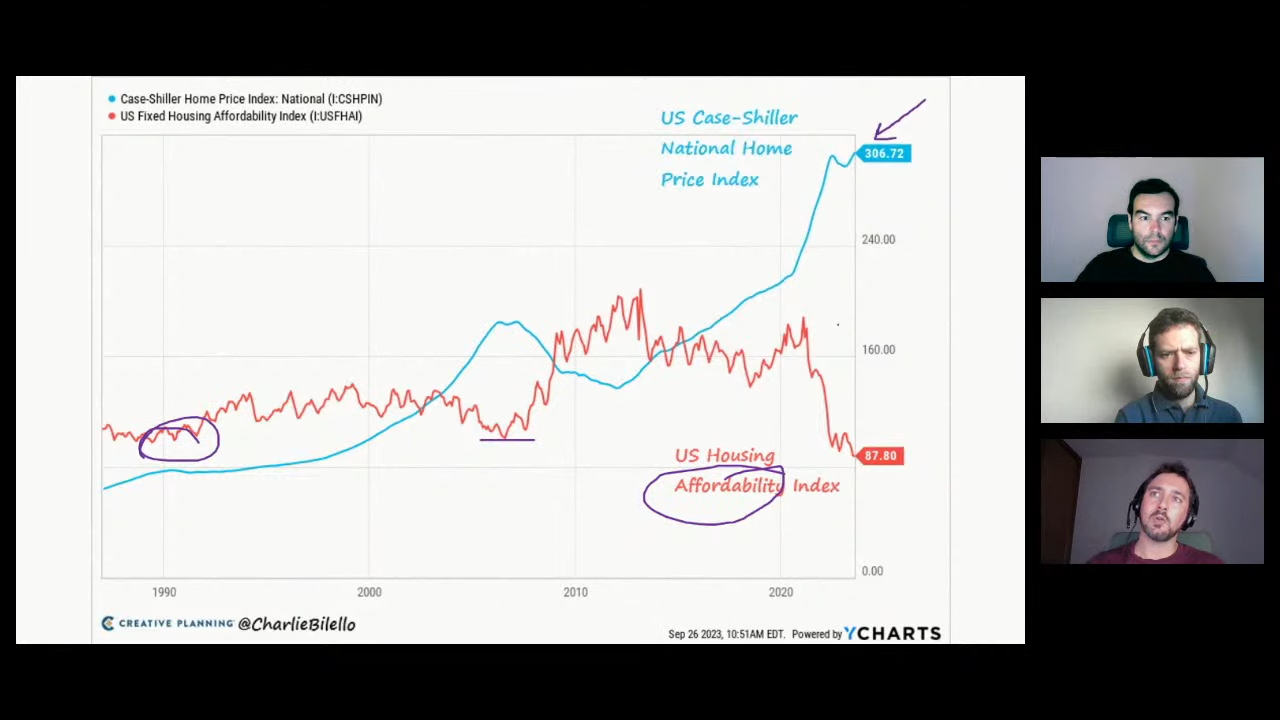 Case-Shiller Home Price Index: National (I:CSHPIN)
US Fixed Housing Affordability Index (I:USFHAI)
US Case-Shiller
National Home
Price Index
306.72
240.00
160.00
US Housing
87.80
Affordability Index
0.00
1990 2000 2010 2020
CREATIVE PLANNING @CharlieBilello
Sep 26 2023, 10:51AM EDT. Powered by YCHARTS